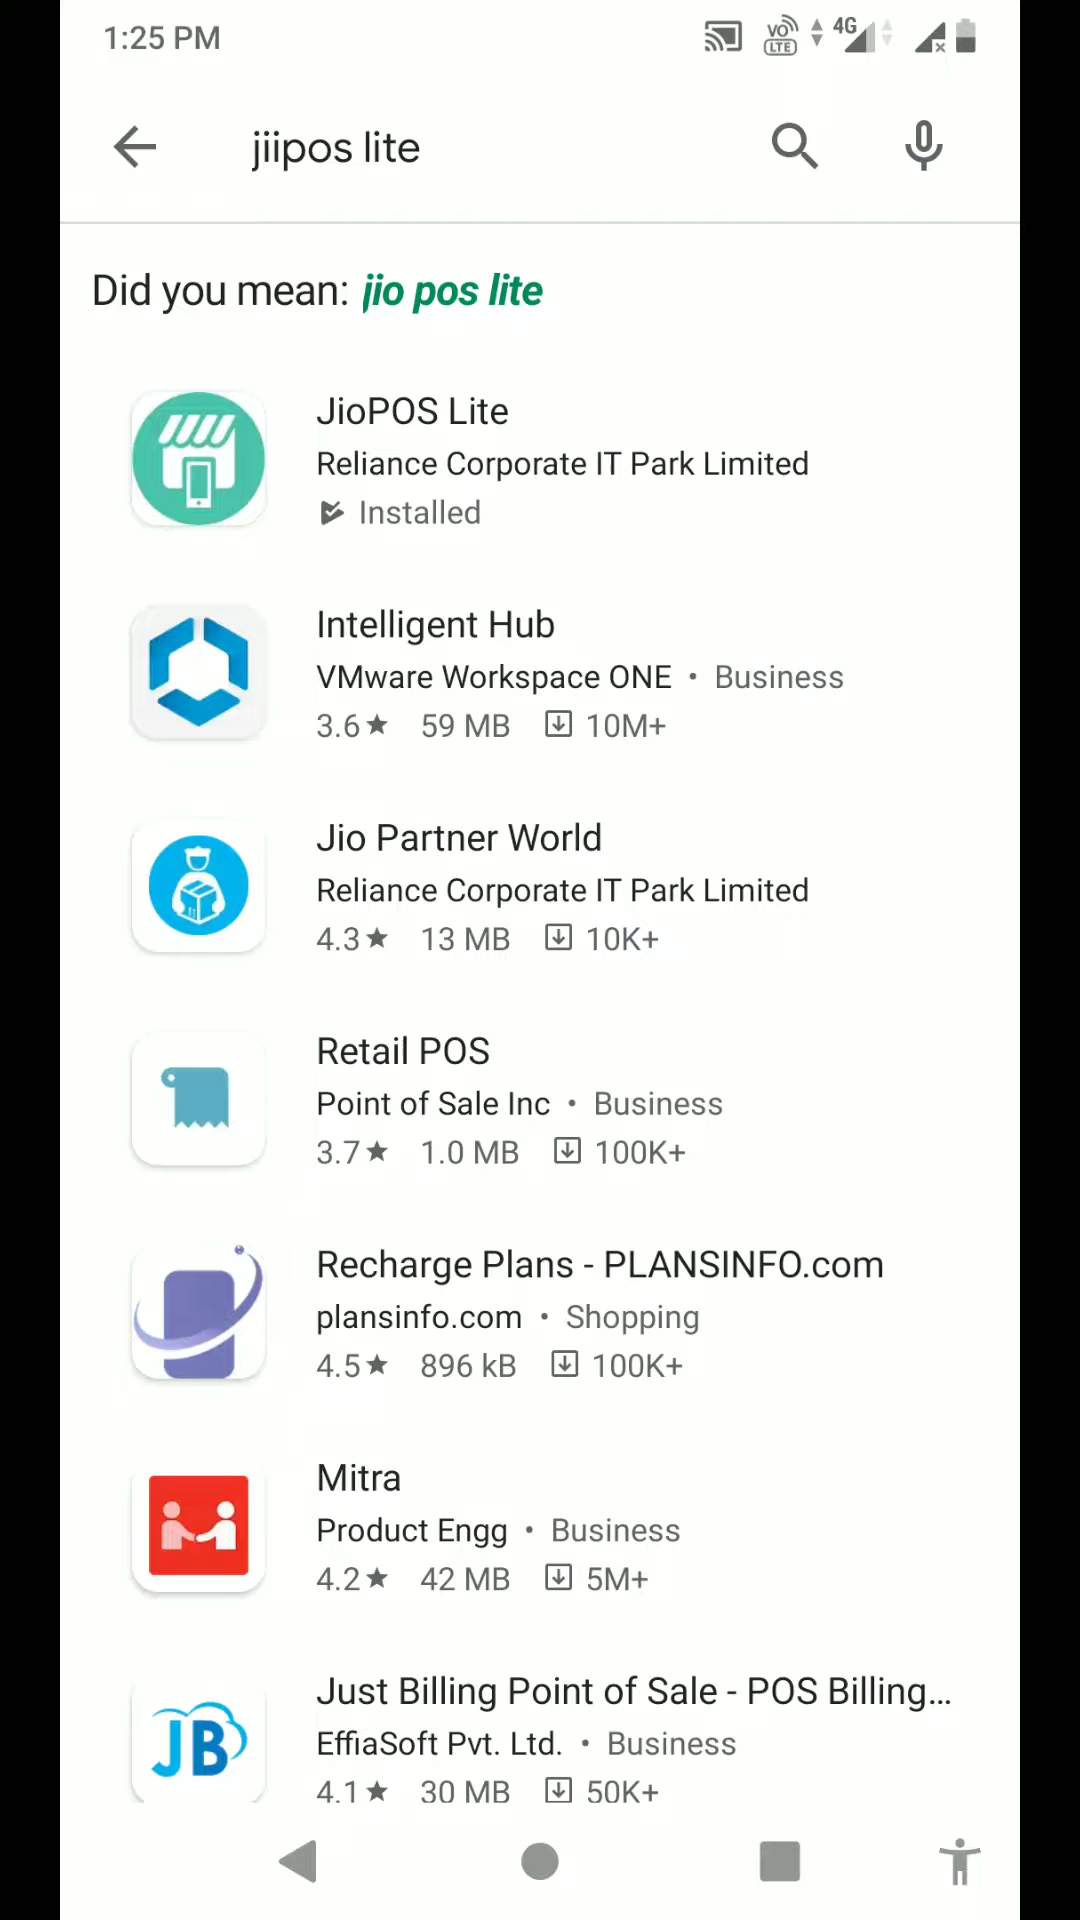 1:25 PM
VO LTE
4G
jiipos lite
Did you mean: jio pos lite
JioPOS Lite
Reliance Corporate IT Park Limited
Installed
Intelligent Hub
VMware Workspace ONE • Business
3.6★ 59 MB 10M+
Jio Partner World
Reliance Corporate IT Park Limited
4.3★ 13 MB 10K+
Retail POS
Point of Sale Inc • Business
3.7★ 1.0 MB 100K+
Recharge Plans - PLANSINFO.com
plansinfo.com • Shopping
4.5★ 896 kB 100K+
Mitra
Product Engg • Business
4.2★ 42 MB 5M+
Just Billing Point of Sale - POS Billing...
JB
EffiaSoft Pvt. Ltd. • Business
4.1★ 30 MB 50K+